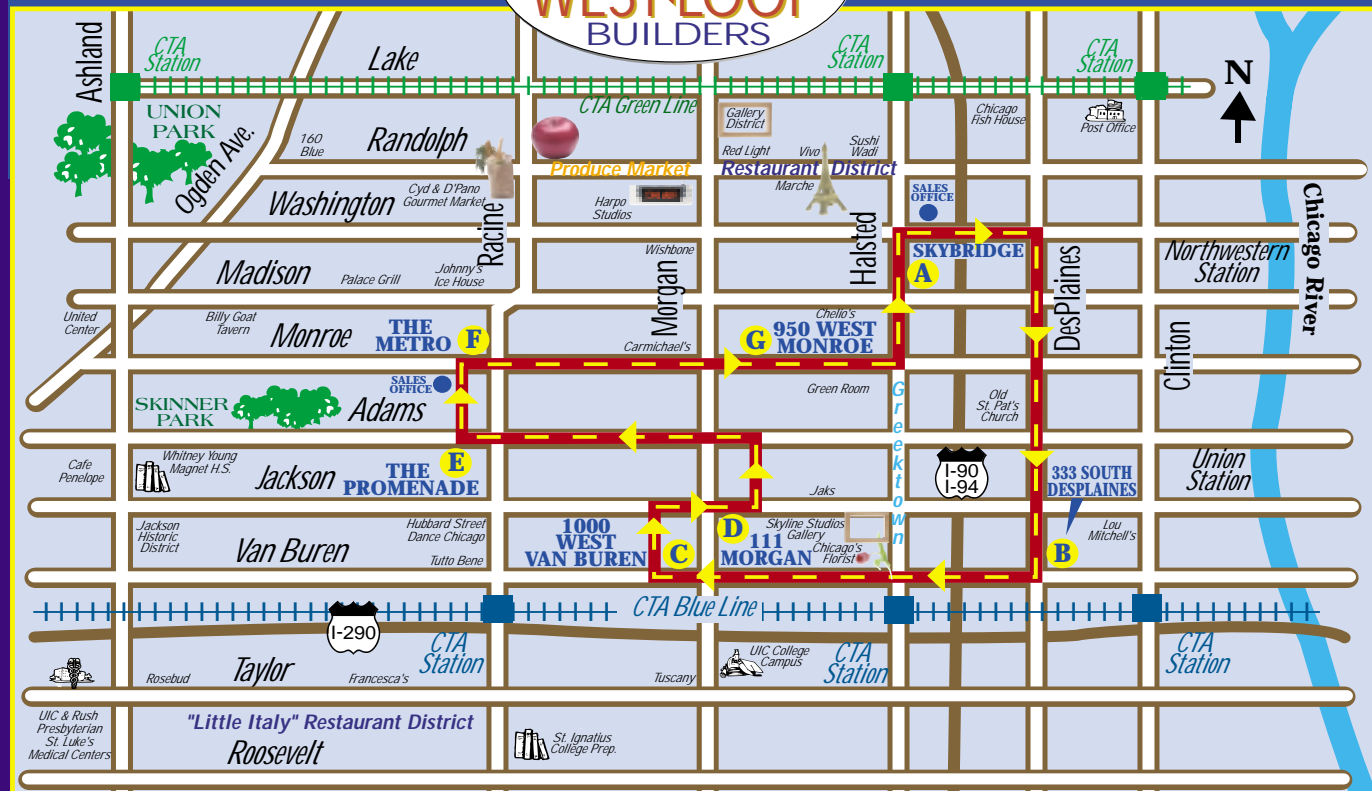 WEST LOOP
BUILDERS
Ashland
CTA
Station
Lake
CTA
Station
CTA
Station
N
UNION
PARK
CTA Green Line
Gallery
District
Chicago
Fish House
Post Office
Ogden Ave.
160
Blue
Randolph
Red Light
Vivo
Sushi
Wadi
Produce Market
Restaurant District
Marche
Washington
Cyd & D'Pano
Gourmet Market
Racine
Harpo
Studios
SALES
OFFICE
Halsted
Chicago River
Wishbone
SKYBRIDGE
A
Northwestern
Station
Madison
Palace Grill
Johnny's
Ice House
Morgan
DesPlaines
United
Center
Billy Goat
Tavern
Monroe
THE
METRO
F
Carmichael's
G
Chelio's
950 WEST
MONROE
Clinton
SALES
OFFICE
SKINNER
PARK
Adams
Green Room
Greektown
Old
St. Pat's
Church
Cafe
Penelope
Whitney Young
Magnet H.S.
Jackson
THE
PROMENADE
E
Jaks
I-90
I-94
333 SOUTH
DESPLAINES
Union
Station
Jackson
Historic
District
Van Buren
Hubbard Street
Dance Chicago
Tutto Bene
1000
WEST
VAN BUREN
C
D
111
MORGAN
Skyline Studios
Gallery
Chicago's
Florist
B
Lou
Mitchell's
CTA Blue Line
I-290
CTA
Station
UIC College
Campus
CTA
Station
CTA
Station
Rosebud
Taylor
Francesca's
Tuscany
UIC & Rush
Presbyterian
St. Luke's
Medical Centers
"Little Italy" Restaurant District
Roosevelt
St. Ignatius
College Prep.